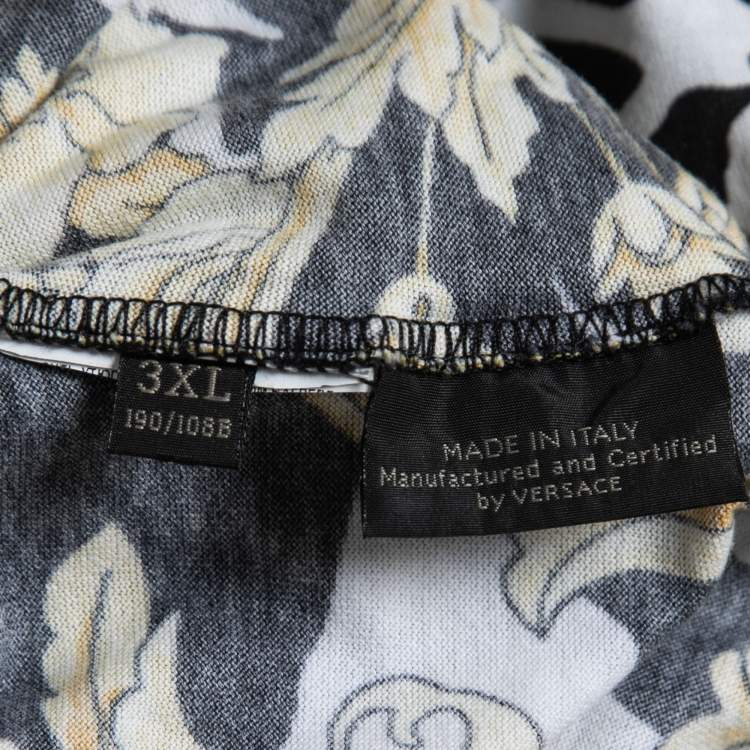 3XL
190/108B
MADE IN ITALY
Manufactured and Certified
by VERSACE